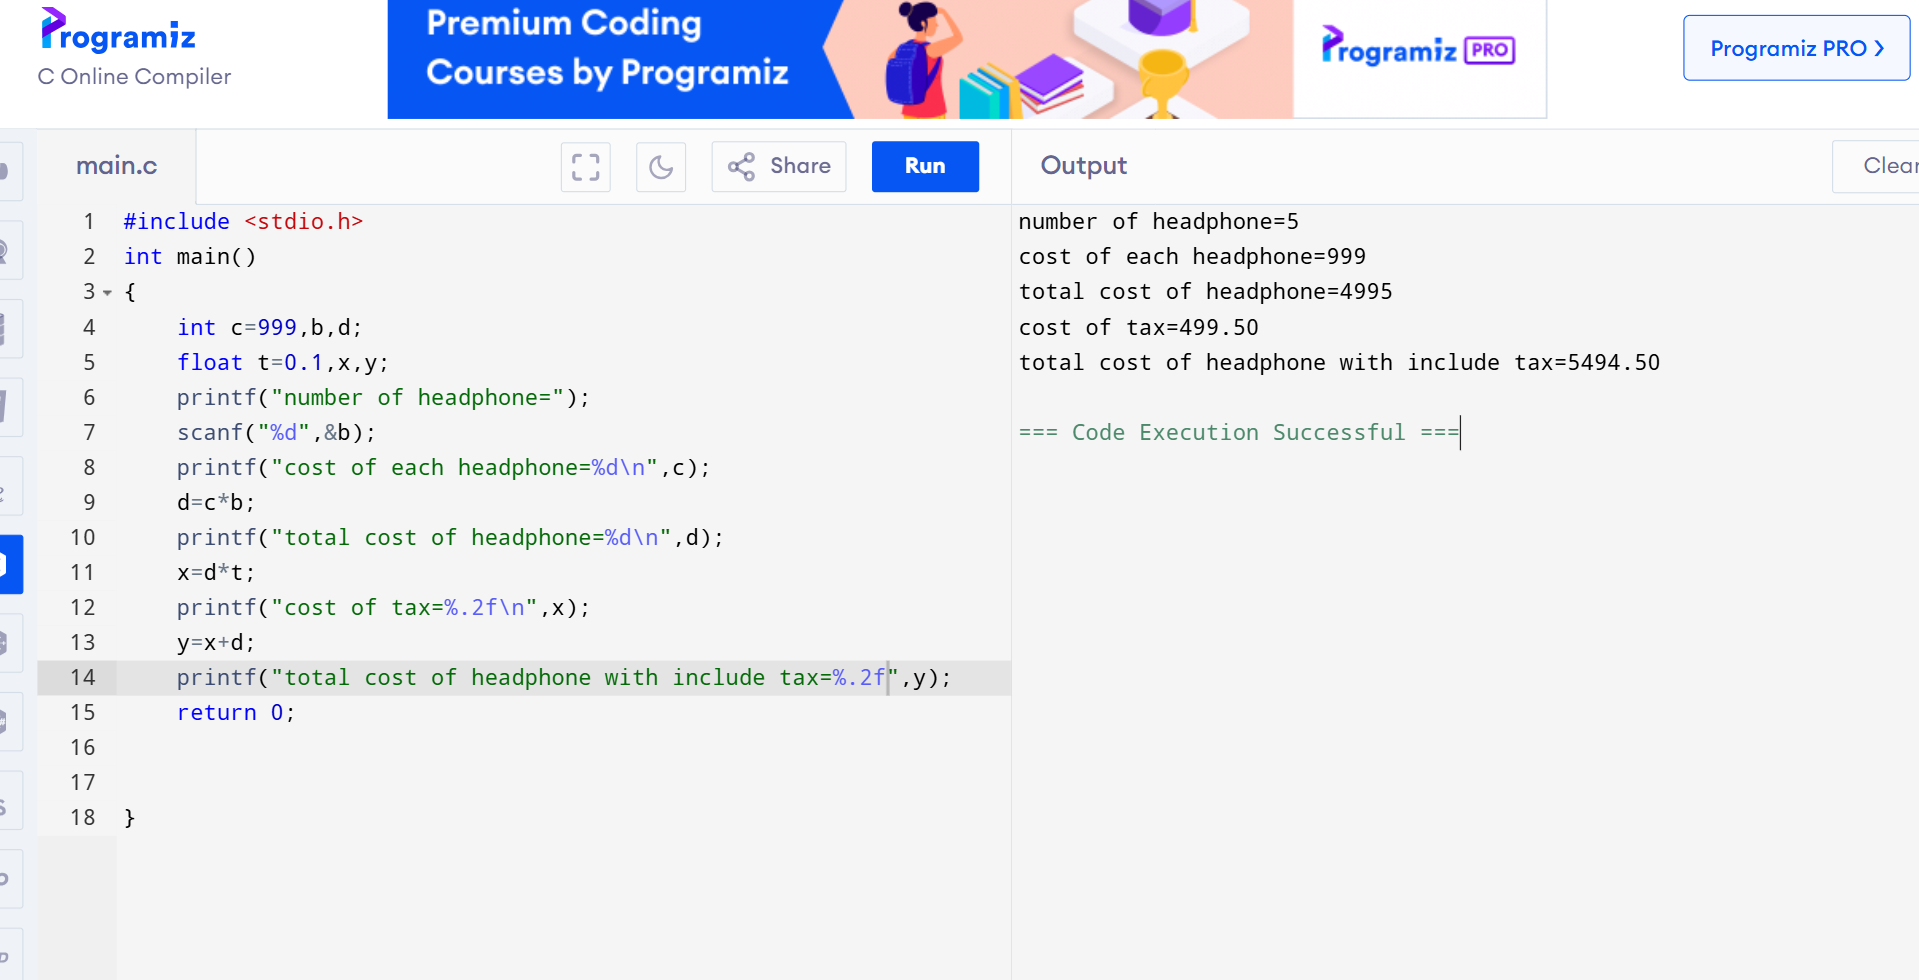 Programiz
C Online Compiler
Premium Coding
Courses by Programiz
Programiz PRO
Programiz PRO ❯
main.c
Share
Run
Output
Clear
1 #include <stdio.h>
2 int main()
3 {
4     int c=999,b,d;
5     float t=0.1,x,y;
6     printf("number of headphone=");
7     scanf("%d",&b);
8     printf("cost of each headphone=%d\n",c);
9     d=c*b;
10     printf("total cost of headphone=%d\n",d);
11     x=d*t;
12     printf("cost of tax=%.2f\n",x);
13     y=x+d;
14     printf("total cost of headphone with include tax=%.2f",y);
15     return 0;
16
17
18 }
number of headphone=5
cost of each headphone=999
total cost of headphone=4995
cost of tax=499.50
total cost of headphone with include tax=5494.50
=== Code Execution Successful ===